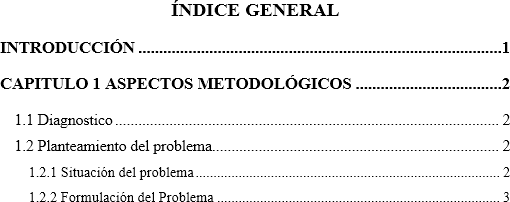 ÍNDICE GENERAL
INTRODUCCIÓN ........................................................................................1
CAPITULO 1 ASPECTOS METODOLÓGICOS ...................................2
1.1 Diagnostico ............................................................................................. 2
1.2 Planteamiento del problema..................................................................... 2
1.2.1 Situación del problema ......................................................................... 2
1.2.2 Formulación del Problema .................................................................... 3